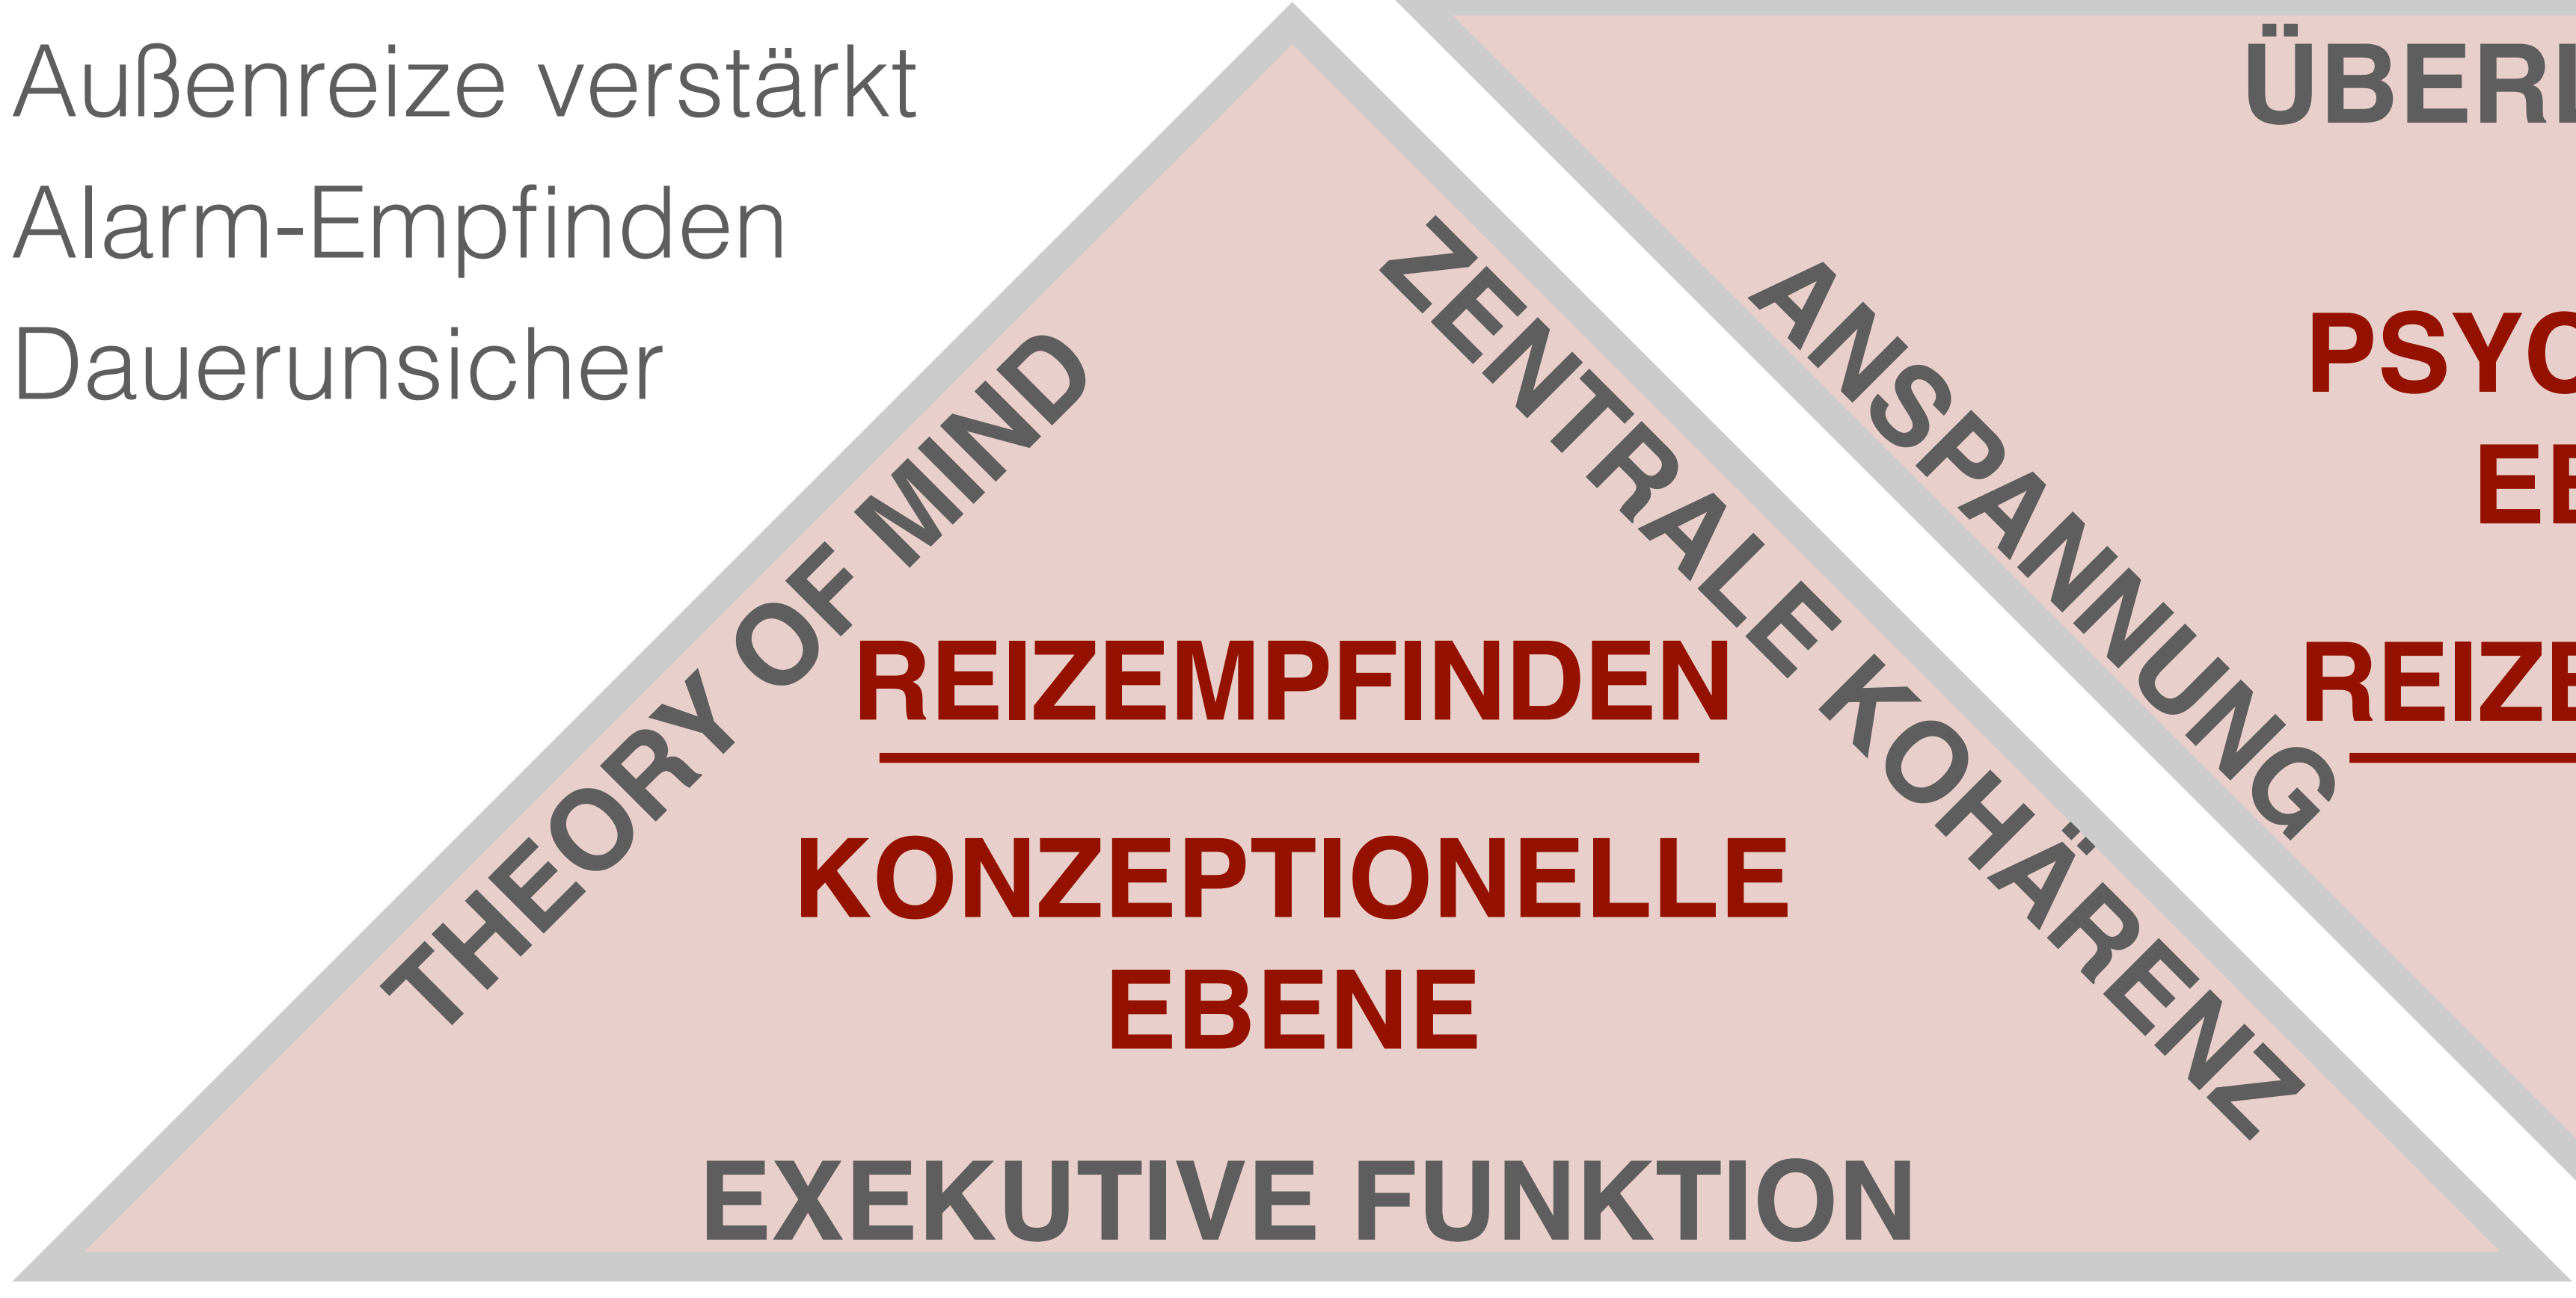 Außenreize verstärkt
Alarm-Empfinden
Dauerunsicher
THEORY OF MIND
ZENTRALE KOHÄRENZ
REIZEMPFINDEN
KONZEPTIONELLE
EBENE
EXEKUTIVE FUNKTION
ANSPANNUNG